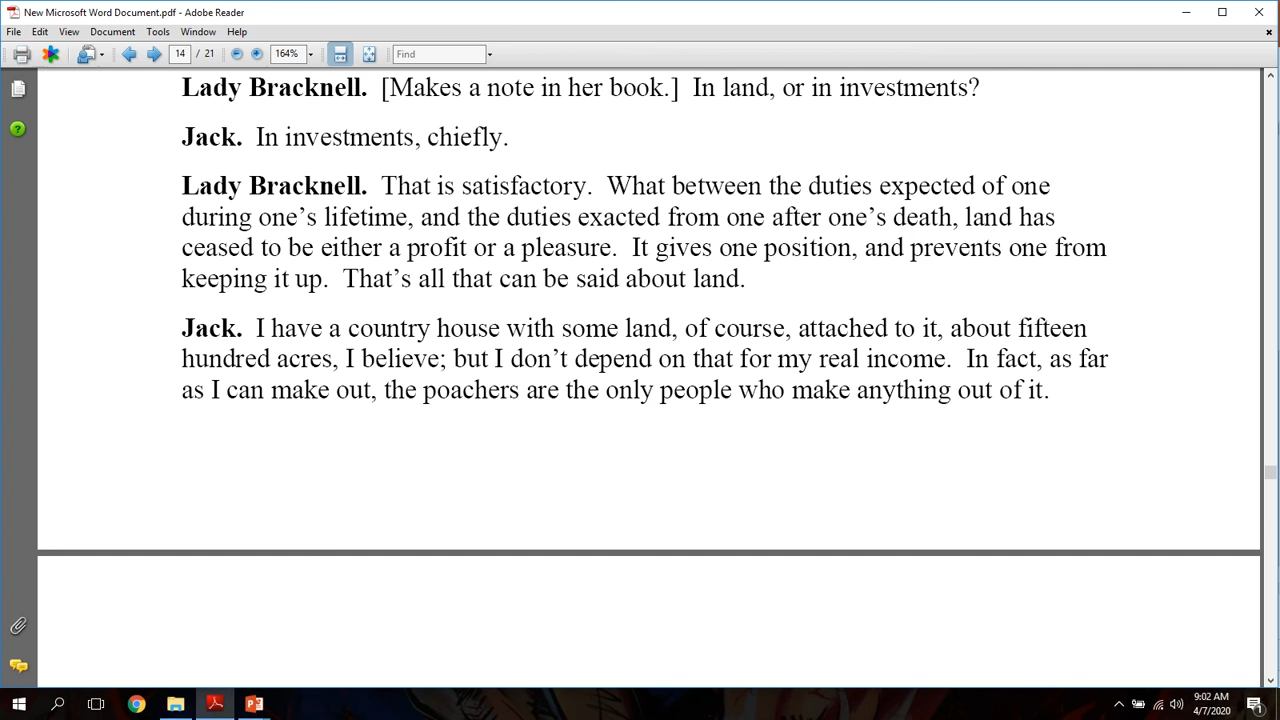 New Microsoft Word Document.pdf - Adobe Reader
File Edit View Document Tools Window Help
14 / 21 164% Find
Lady Bracknell.  [Makes a note in her book.]  In land, or in investments?
Jack.  In investments, chiefly.
Lady Bracknell.  That is satisfactory.  What between the duties expected of one
during one’s lifetime, and the duties exacted from one after one’s death, land has
ceased to be either a profit or a pleasure.  It gives one position, and prevents one from
keeping it up.  That’s all that can be said about land.
Jack.  I have a country house with some land, of course, attached to it, about fifteen
hundred acres, I believe; but I don’t depend on that for my real income.  In fact, as far
as I can make out, the poachers are the only people who make anything out of it.
9:02 AM
4/7/2020